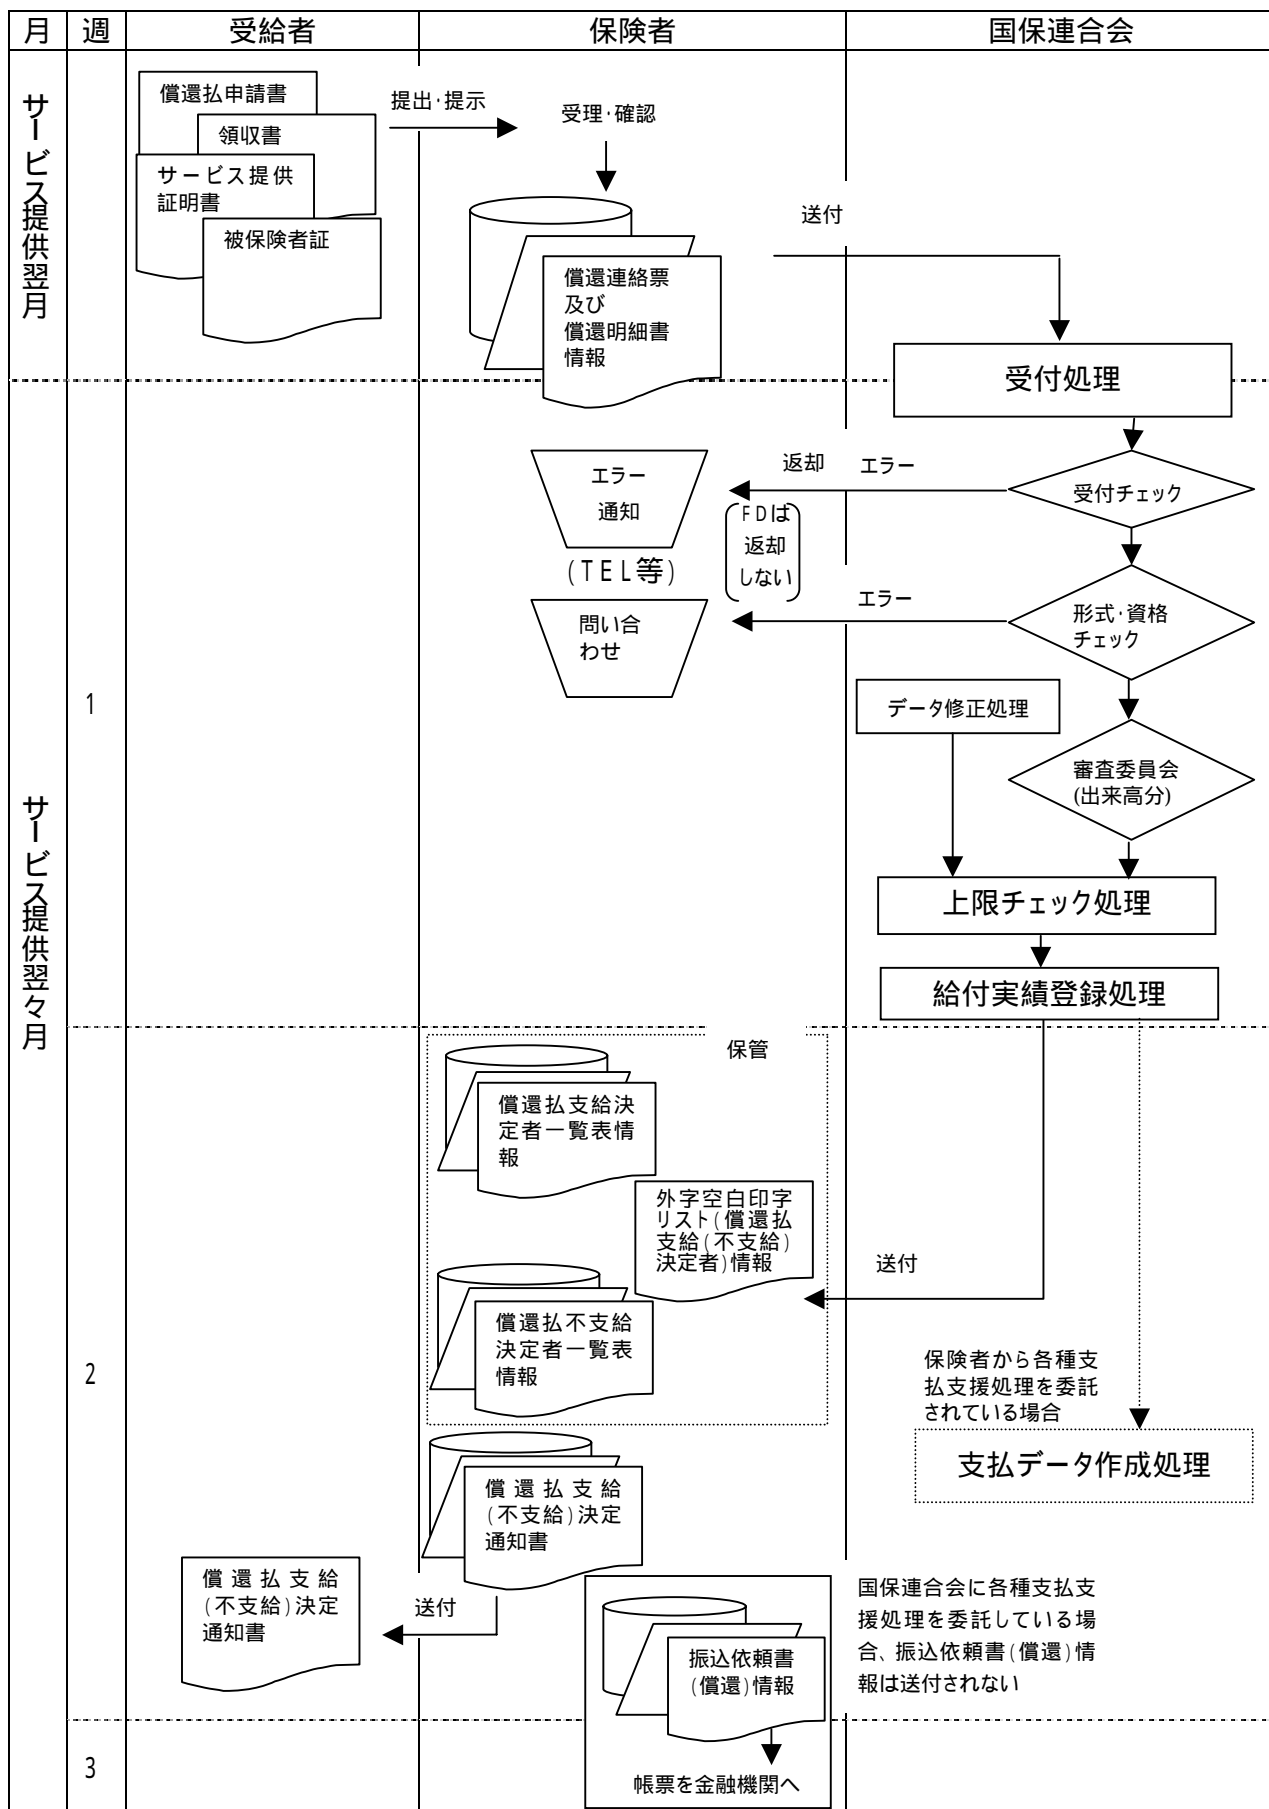 月
週
受給者
保険者
国保連合会
サービス提供翌月
償還払申請書
領収書
サービス提供
証明書
被保険者証
提出･提示
受理･確認
償還連絡票
及び
償還明細書
情報
送付
受付処理
サービス提供翌々月
1
受付チェック
エラー
返却
エラー
通知
(TEL等)
FDは
返却
しない
形式･資格
チェック
エラー
問い合
わせ
データ修正処理
審査委員会
(出来高分)
上限チェック処理
給付実績登録処理
2
保管
償還払支給決
定者一覧表情
報
外字空白印字
リスト(償還払
支給(不支給)
決定者)情報
償還払不支給
決定者一覧表
情報
送付
保険者から各種支
払支援処理を委託
されている場合
支払データ作成処理
償還払支給
(不支給)決定
通知書
送付
償還払支給
(不支給)決定
通知書
振込依頼書
(償還)情報
国保連合会に各種支払支
援処理を委託している場
合、振込依頼書(償還)情
報は送付されない
3
帳票を金融機関へ